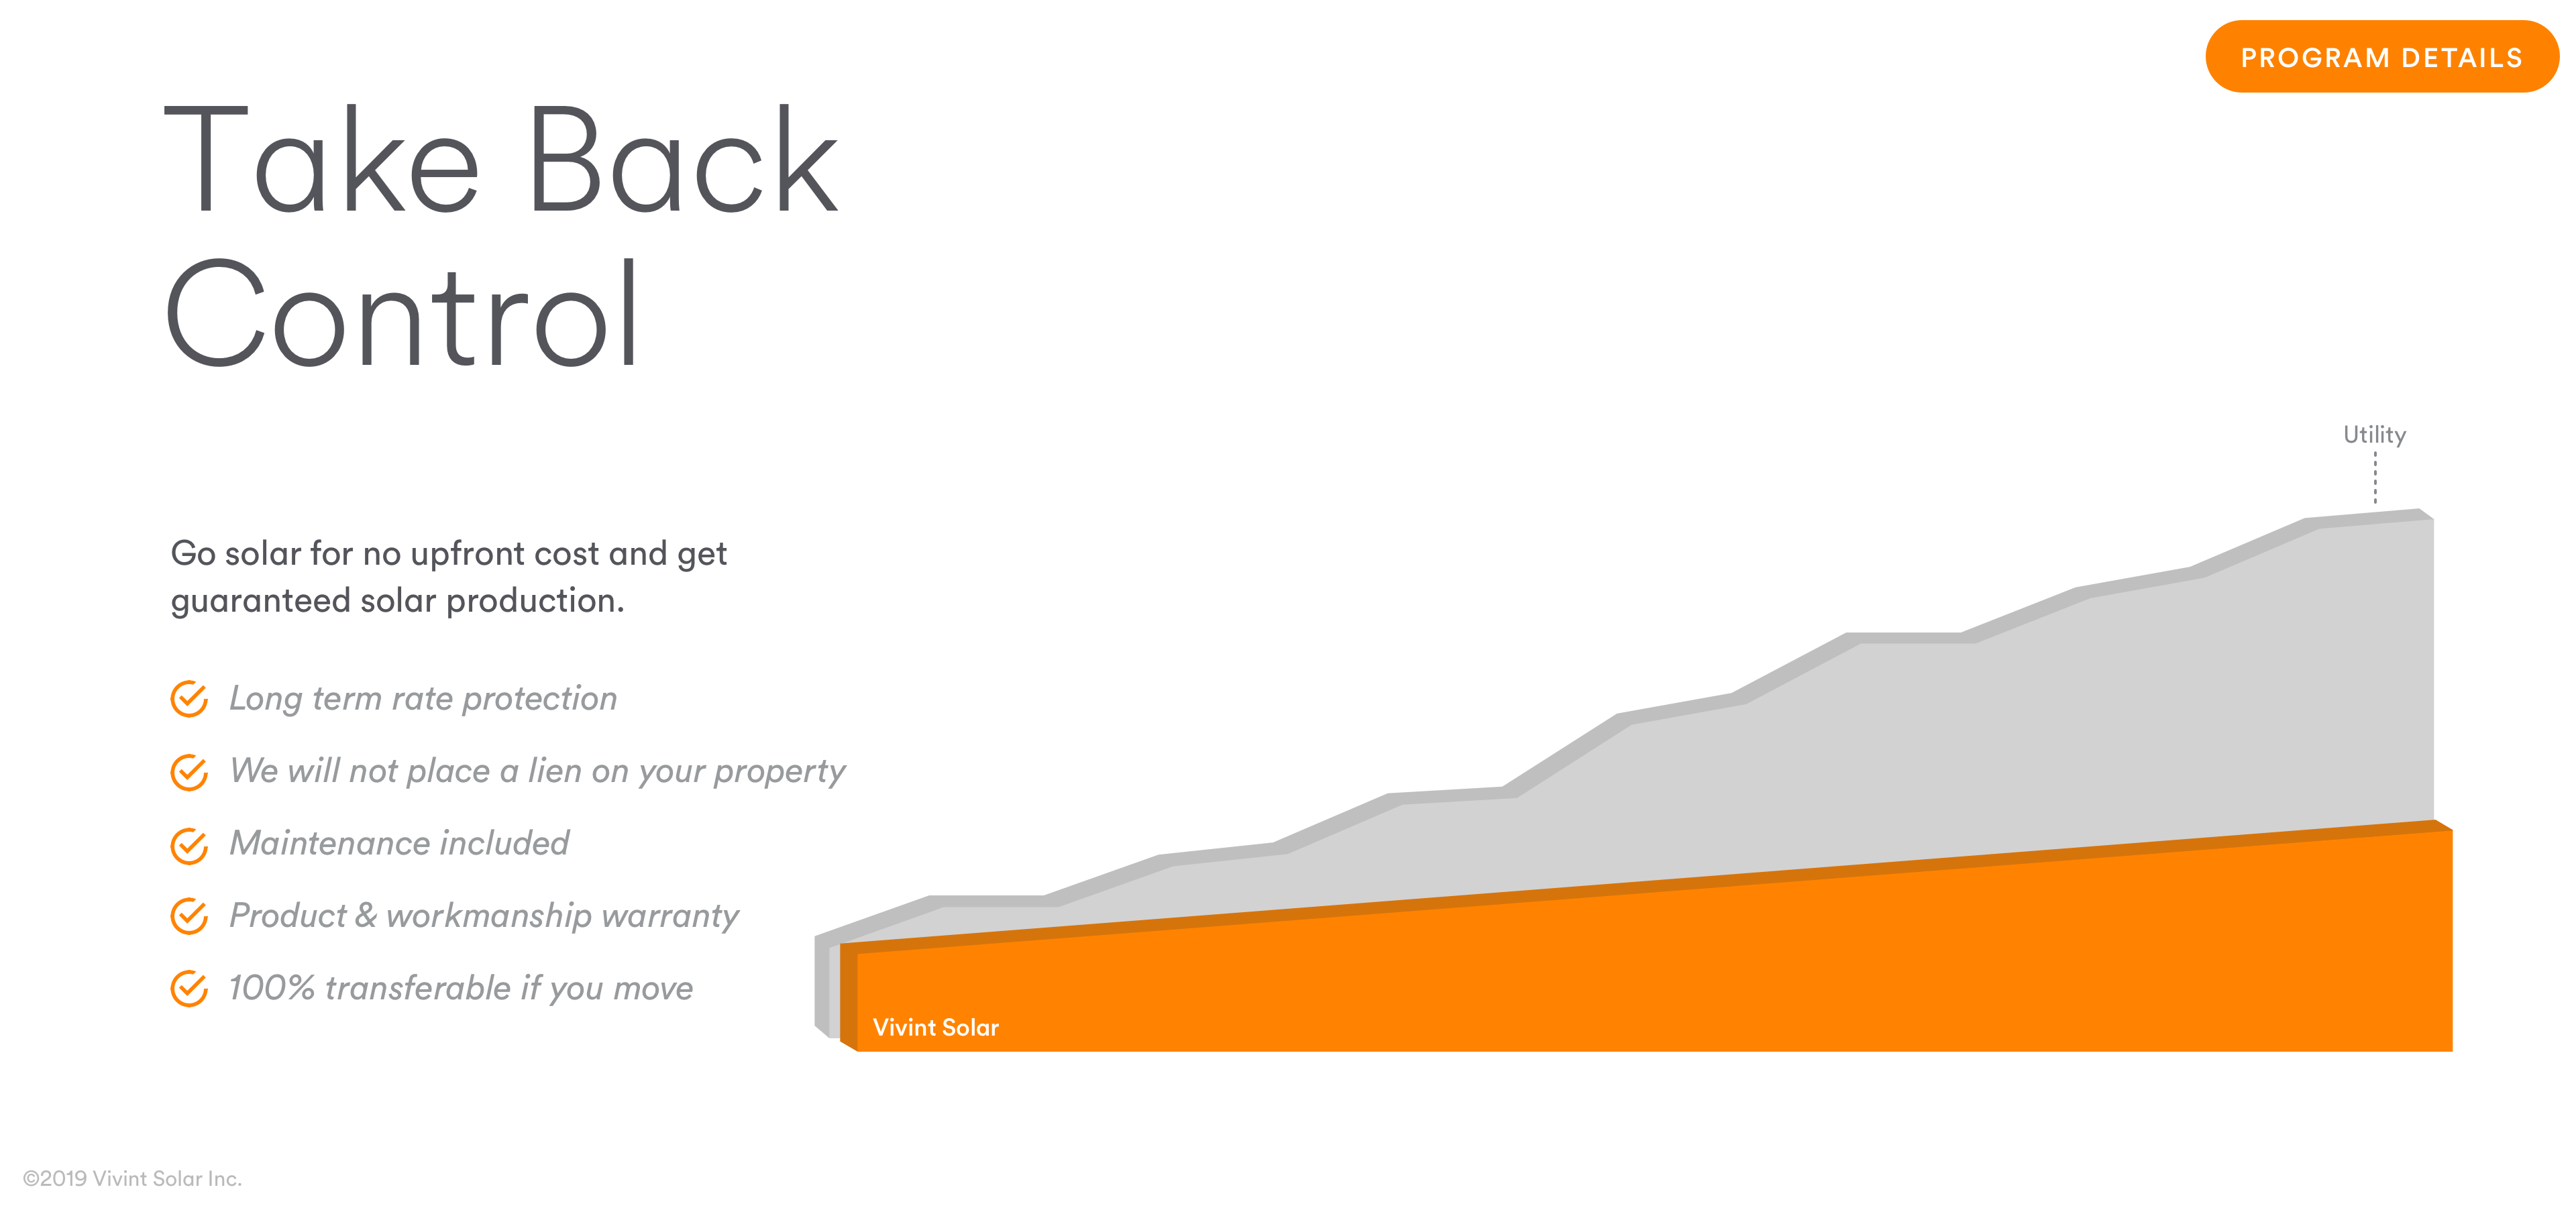 PROGRAM DETAILS
Take Back
Control
Go solar for no upfront cost and get
guaranteed solar production.
Long term rate protection
We will not place a lien on your property
Maintenance included
Product & workmanship warranty
100% transferable if you move
Utility
Vivint Solar
©2019 Vivint Solar Inc.